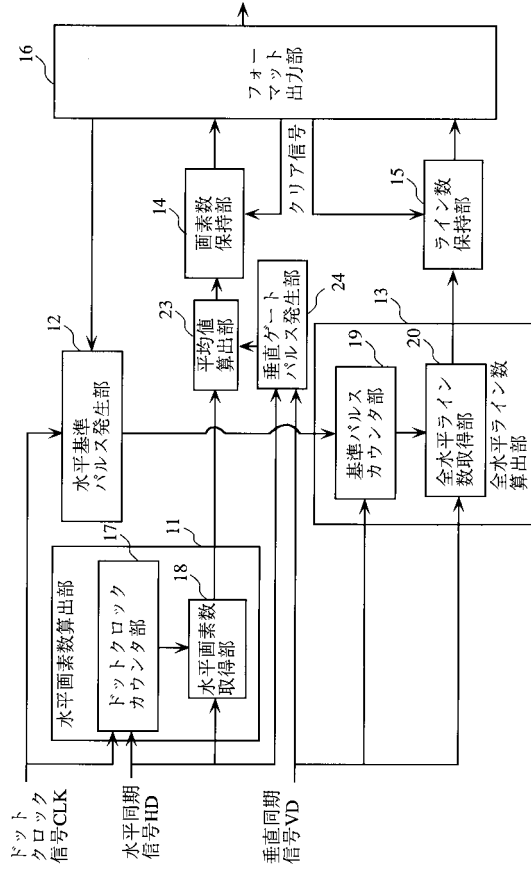 ドット
クロック
信号CLK
水平同期
信号HD
垂直同期
信号VD
水平画素数算出部
11
17
ドットクロック
カウンタ部
18
水平画素数
取得部
12
水平基準
パルス発生部
23
平均値
算出部
垂直ゲート
パルス発生部
24
13
19
基準パルス
カウンタ部
20
全水平ライン
数取得部
全水平ライン数
算出部
14
画素数
保持部
クリア信号
15
ライン数
保持部
16
フォー
マット
出力部